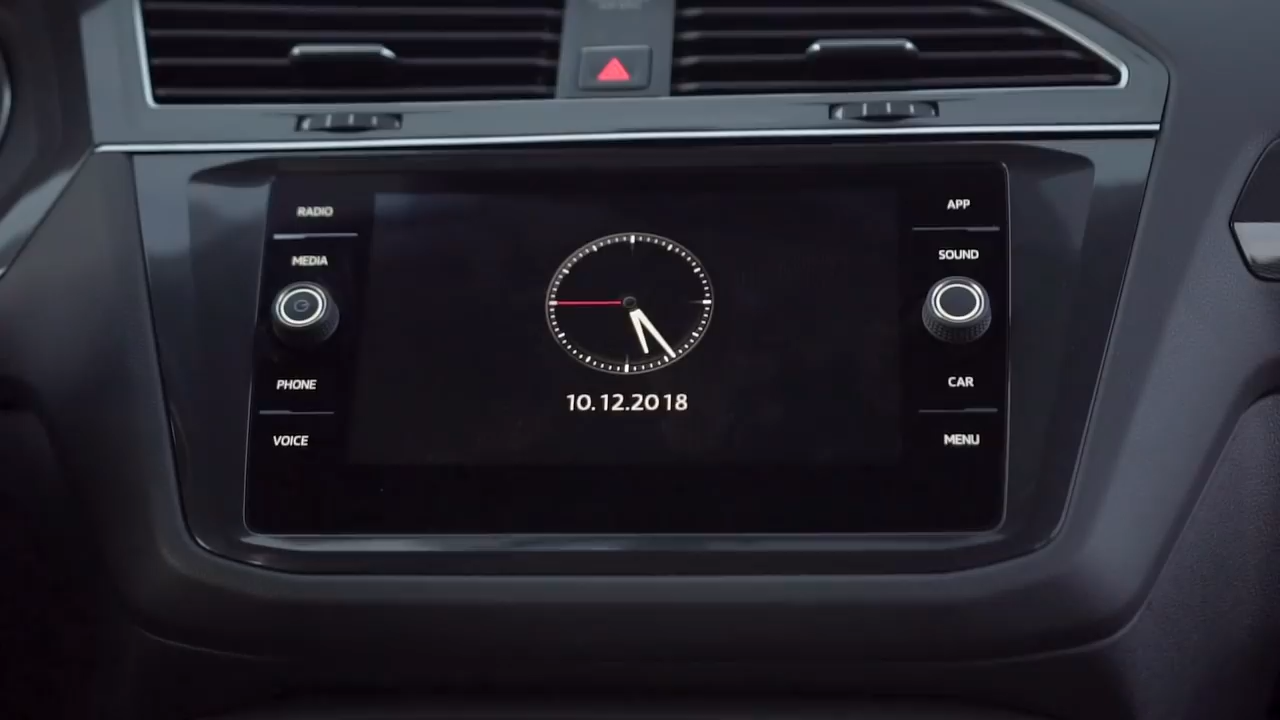 RADIO
MEDIA
PHONE
VOICE
10.12.2018
APP
SOUND
CAR
MENU